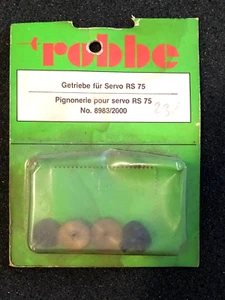 robbe
Getriebe für Servo RS 75
Pignonerie pour servo RS 75
No. 8983/2000